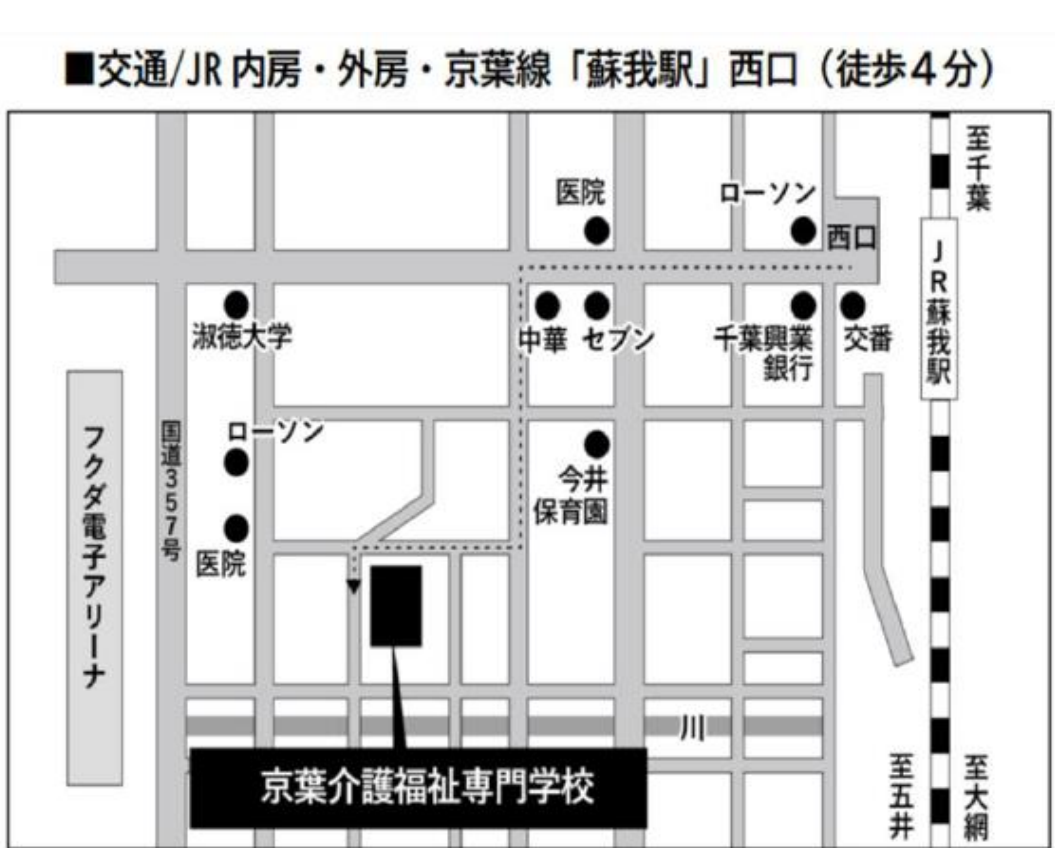 ■交通/JR 内房・外房・京葉線「蘇我駅」西口（徒歩4分）
至千葉
医院
ローソン
西口
JR蘇我駅
淑徳大学
中華
セブン
千葉興業
銀行
交番
フクダ電子アリーナ
国道357号
ローソン
今井
保育園
医院
川
京葉介護福祉専門学校
至五井
至大網